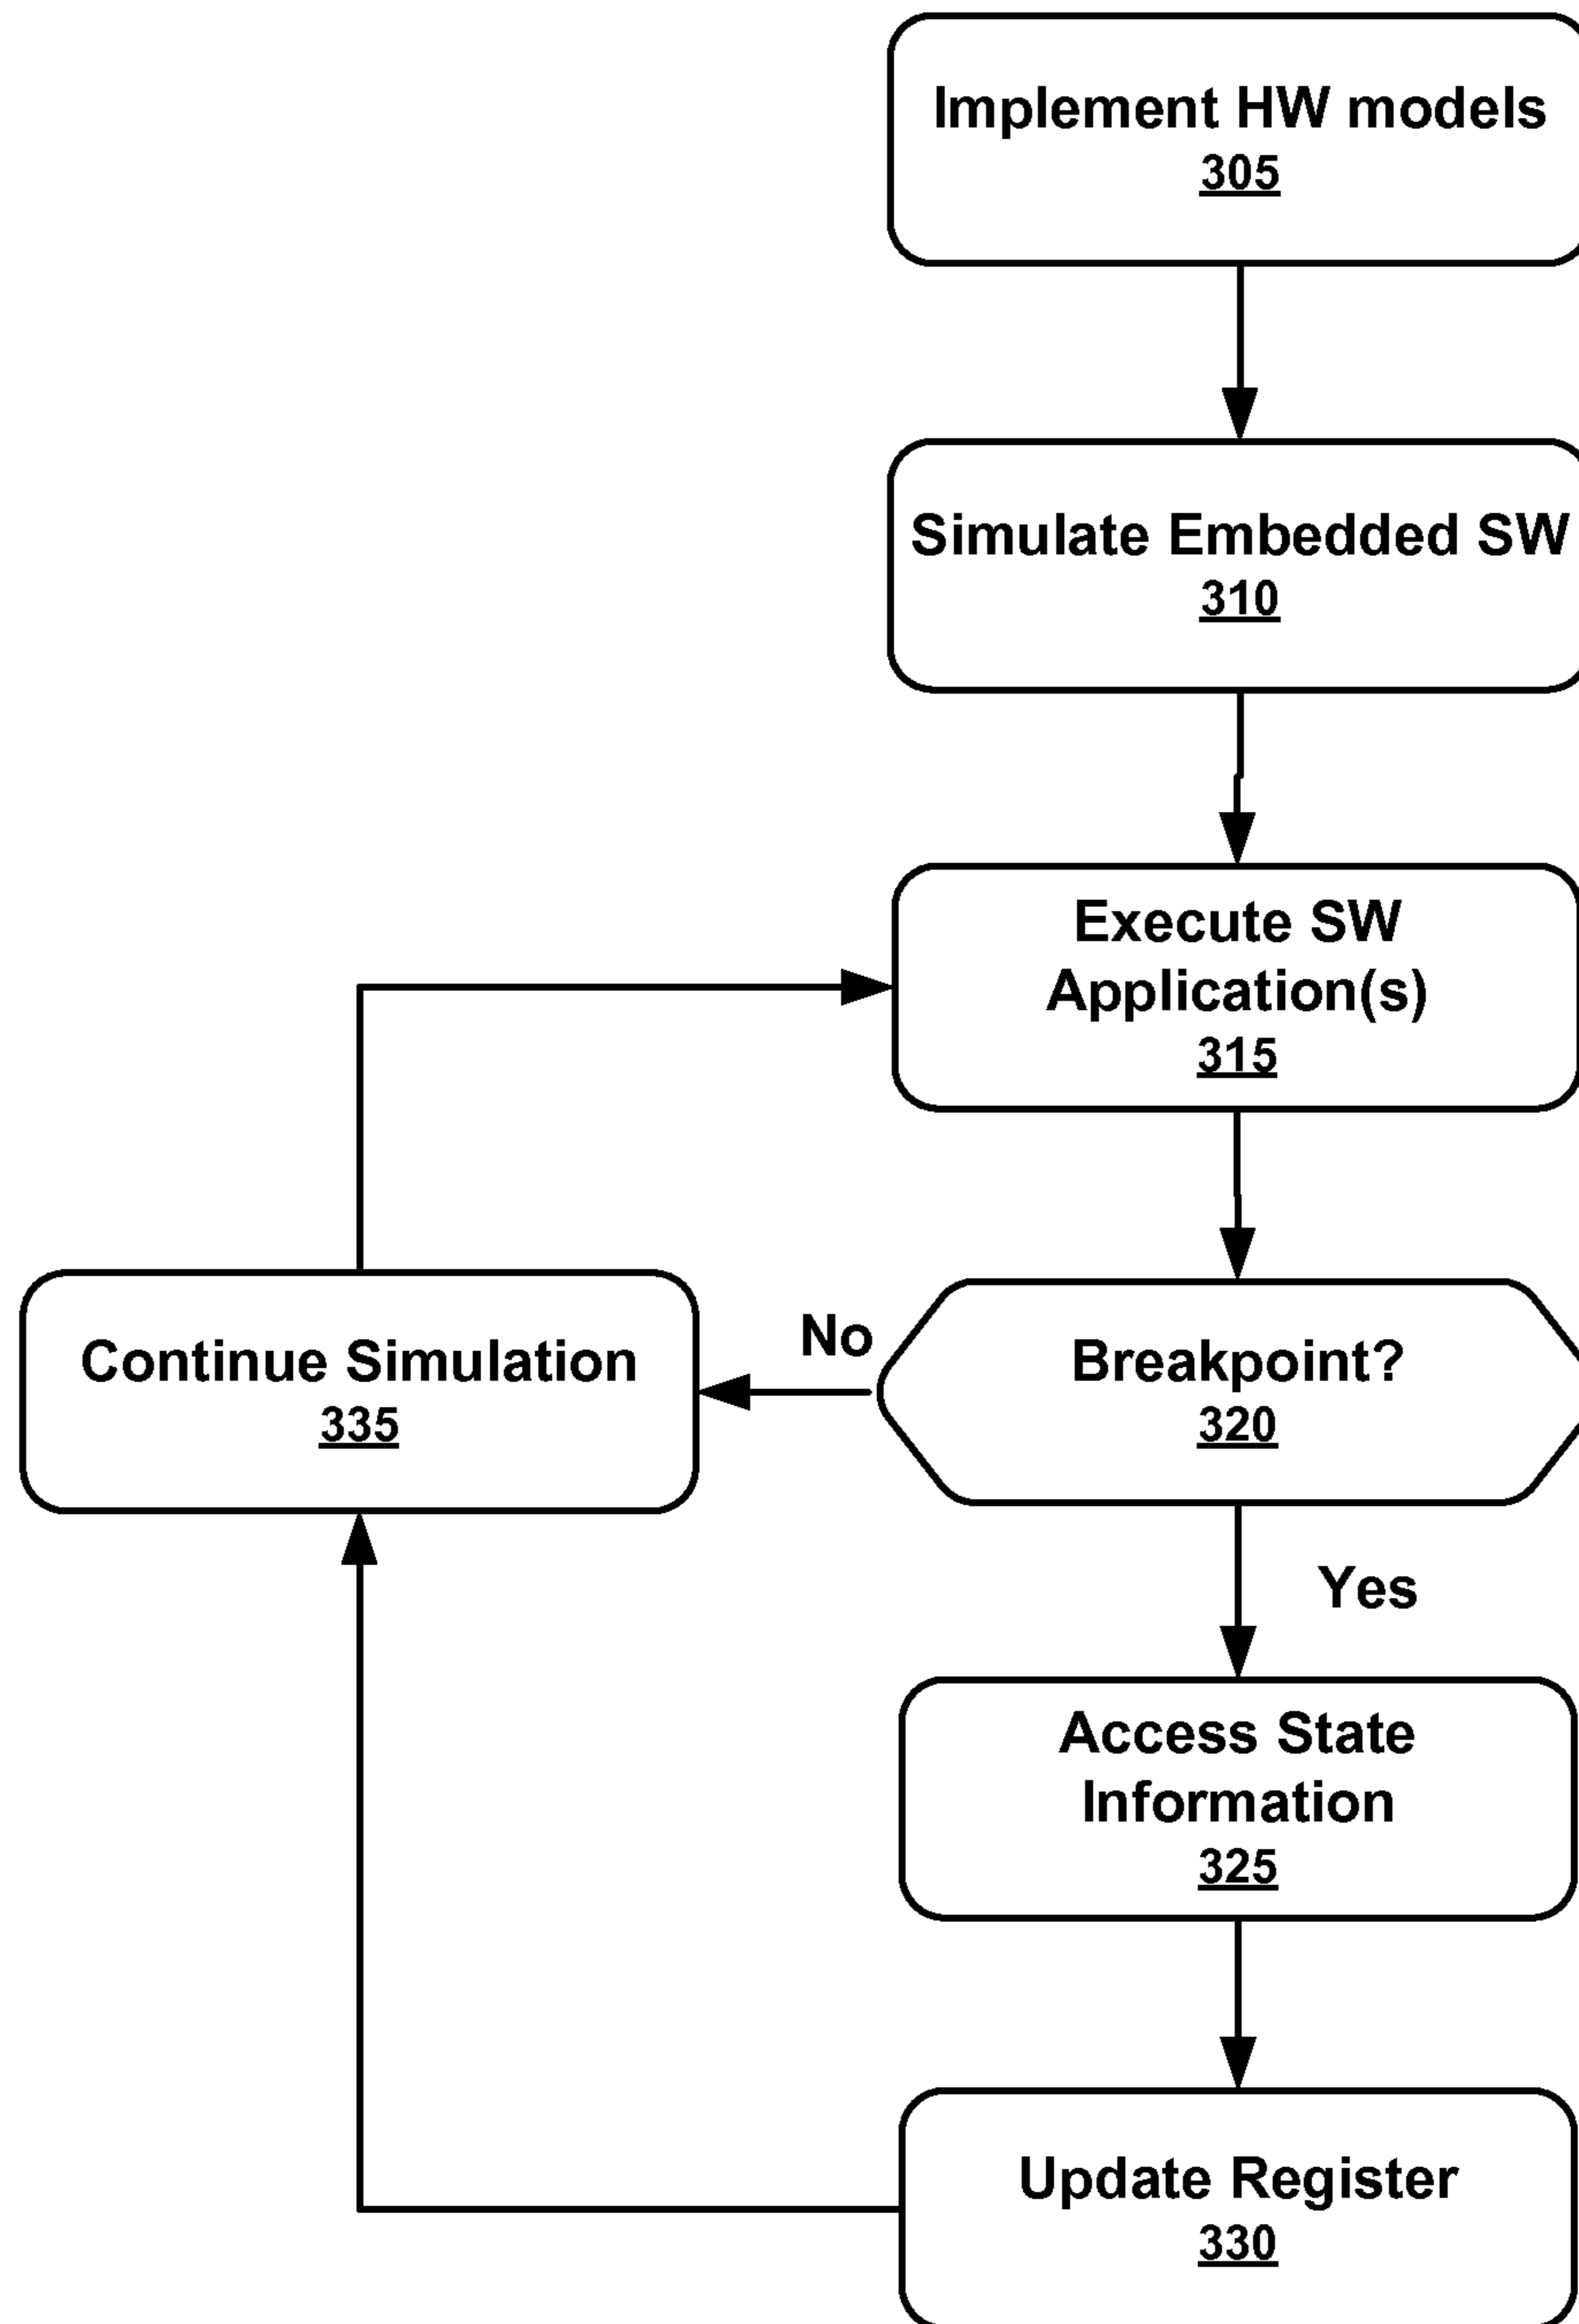 Implement HW models
305
Simulate Embedded SW
310
Execute SW
Application(s)
315
Continue Simulation
335
No
Breakpoint?
320
Yes
Access State
Information
325
Update Register
330